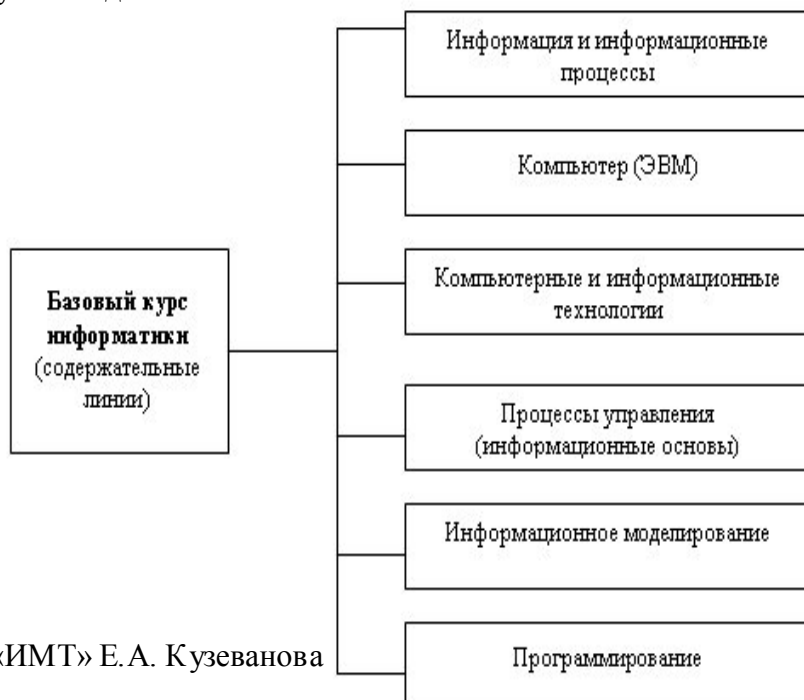 Информация и информационные
процессы
Компьютер (ЭВМ)
Компьютерные и информационные
технологии
Базовый курс
информатики
(содержательные
линии)
Процессы управления
(информационные основы)
Информационное моделирование
Программирование
«ИМТ» Е.А. Кузеванова